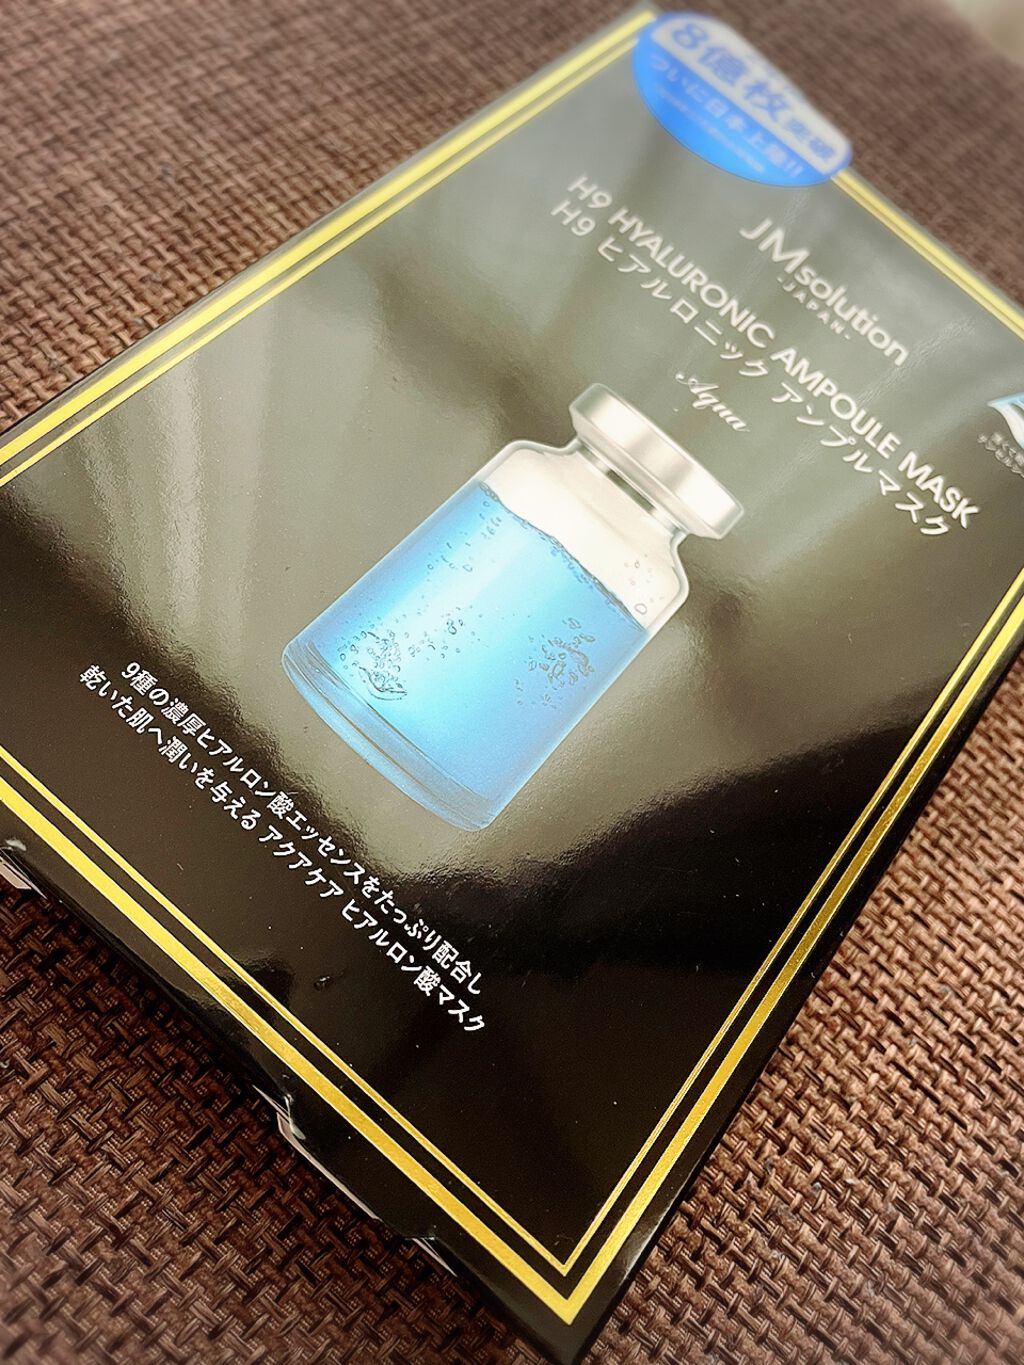 8億枚突破
ついに日本上陸!!
JMsolution
-JAPAN-
H9 HYALURONIC AMPOULE MASK
H9 ヒアルロニック アンプルマスク
Aqua
9種の濃厚ヒアルロン酸エッセンスをたっぷり配合し
乾いた肌へ潤いを与える アクアケア ヒアルロン酸マスク